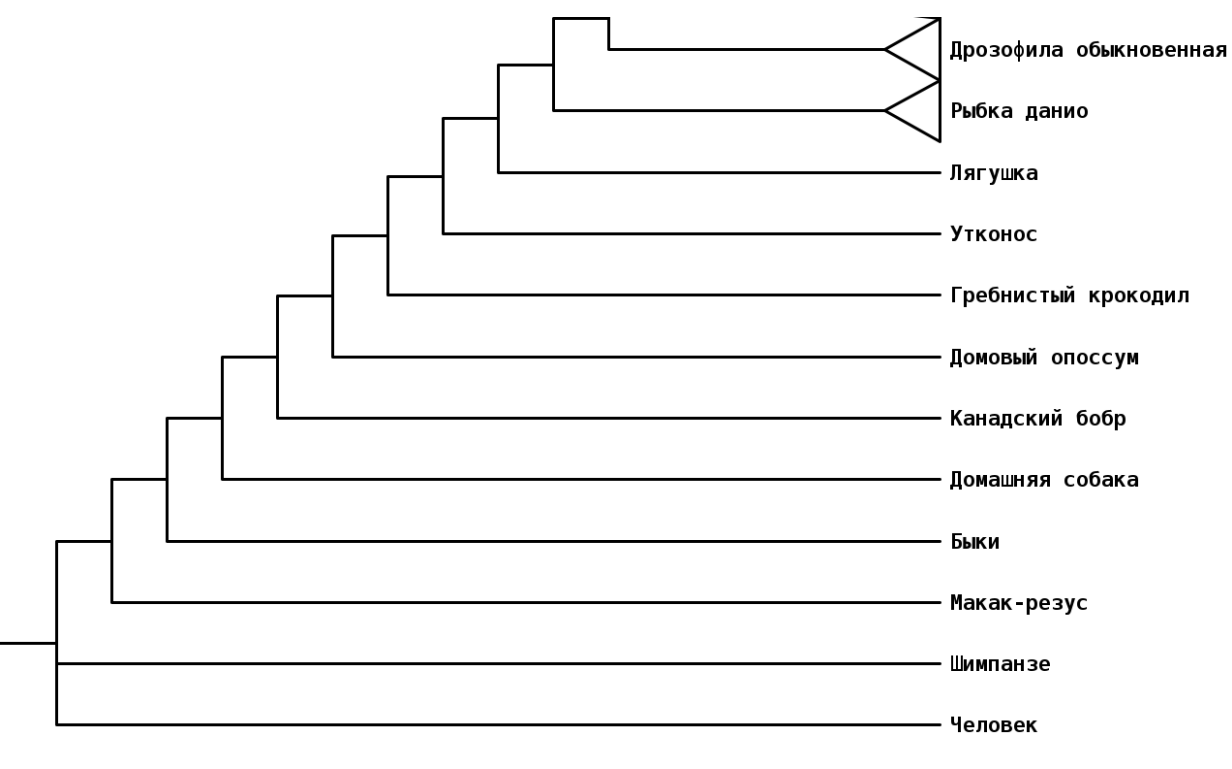 Дрозофила обыкновенная
Рыбка данио
Лягушка
Утконос
Гребнистый крокодил
Домовый опоссум
Канадский бобр
Домашняя собака
Быки
Макак-резус
Шимпанзе
Человек